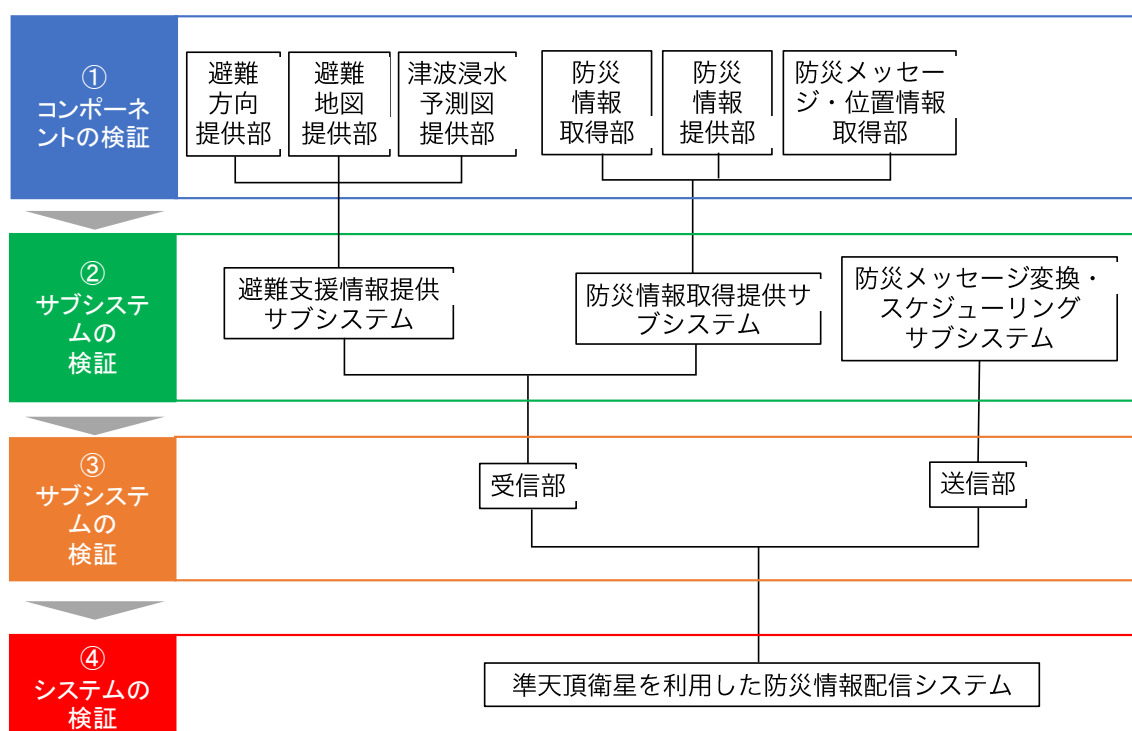 ①
コンポーネ
ントの検証
避難
方向
提供部
避難
地図
提供部
津波浸水
予測図
提供部
防災
情報
取得部
防災
情報
提供部
防災メッセー
ジ・位置情報
取得部
②
サブシステ
ムの
検証
避難支援情報提供
サブシステム
防災情報取得提供サ
ブシステム
防災メッセージ変換・
スケジューリング
サブシステム
③
サブシステ
ムの
検証
受信部
送信部
④
システムの
検証
準天頂衛星を利用した防災情報配信システム